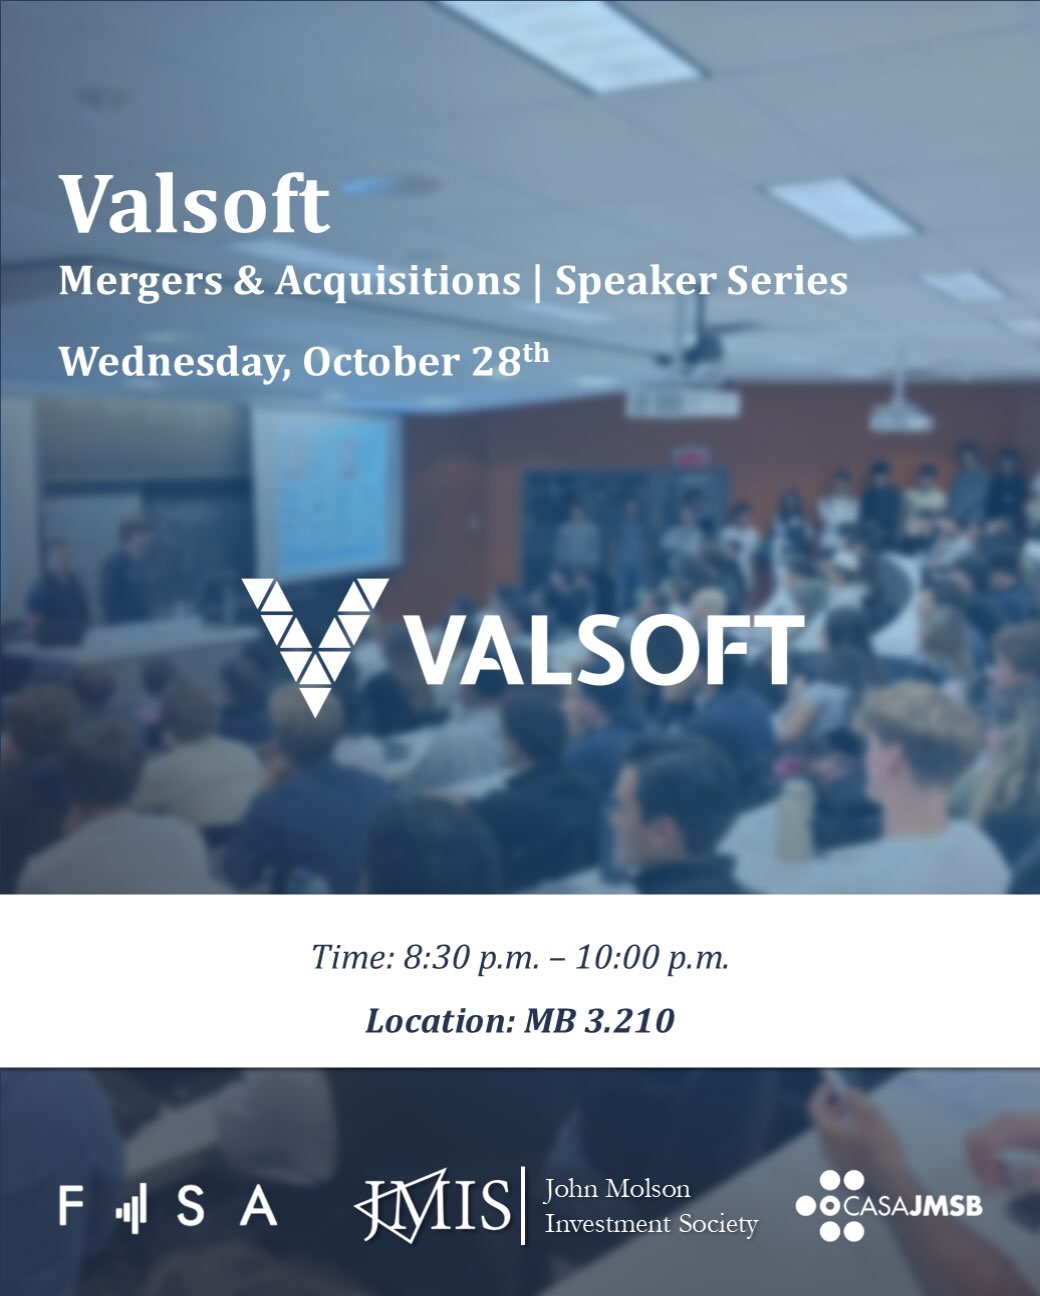 Valsoft
Mergers & Acquisitions | Speaker Series
Wednesday, October 28th
VALSOFT
Time: 8:30 p.m. – 10:00 p.m.
Location: MB 3.210
FISA
JMIS
John Molson
Investment Society
CASAJMSB